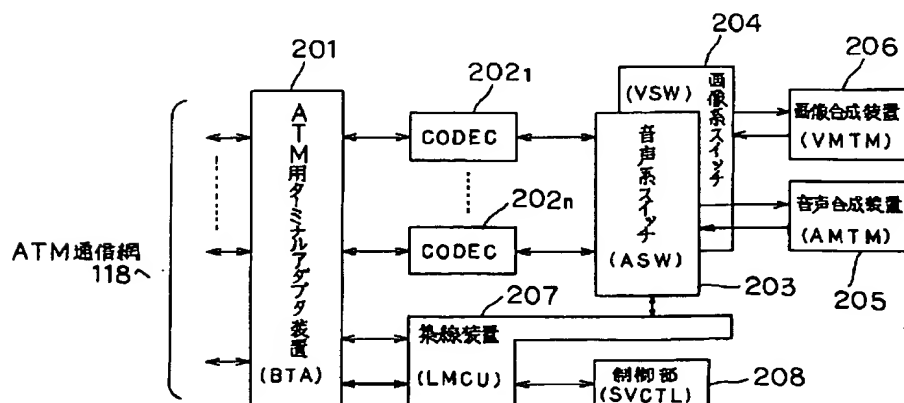 201
ATM用ターミナルアダプタ装置
(BTA)
ATM通信網
118へ
202₁
CODEC
202n
CODEC
204
画像系スイッチ
(VSW)
音声系スイッチ
(ASW)
203
206
画像合成装置
(VMTM)
音声合成装置
(AMTM)
205
207
集線装置
(LMCU)
制御部
(SVCTL)
208